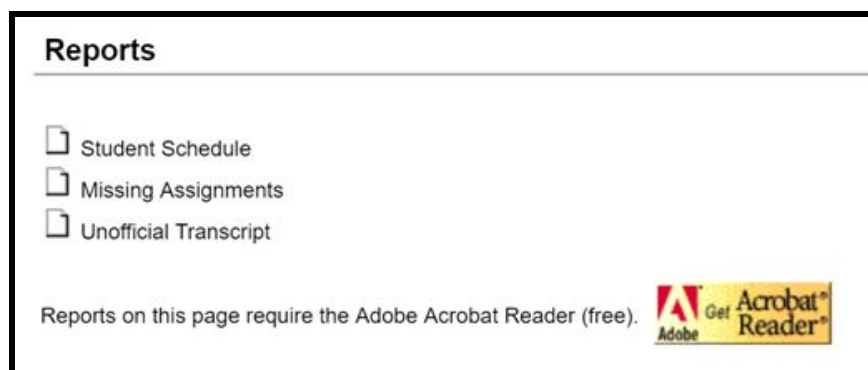 Reports
Student Schedule
Missing Assignments
Unofficial Transcript
Reports on this page require the Adobe Acrobat Reader (free).
Adobe
Get Acrobat®
Reader®